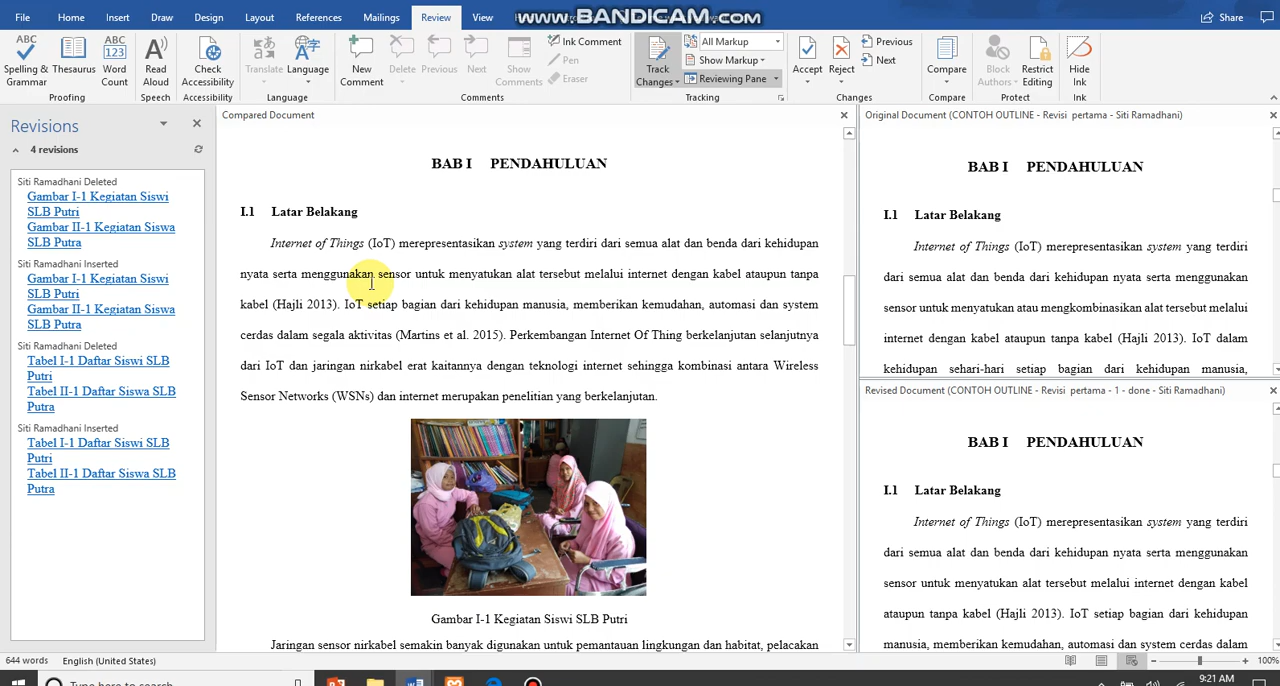 File Home Insert Draw Design Layout References Mailings Review View
www.BANDICAM.com
Share
Spelling & Grammar
Thesaurus
Word Count
Read Aloud
Check Accessibility
Translate
Language
New Comment
Delete
Previous
Next
Show Comments
Ink Comment
Pen
Eraser
Track Changes
All Markup
Show Markup
Reviewing Pane
Accept
Reject
Previous
Next
Compare
Block Authors
Restrict Editing
Hide Ink
Proofing Speech Accessibility Language Comments Tracking Changes Compare Protect Ink
Revisions
4 revisions
Siti Ramadhani Deleted
Gambar I-1 Kegiatan Siswi
SLB Putri
Gambar II-1 Kegiatan Siswa
SLB Putra
Siti Ramadhani Inserted
Gambar I-1 Kegiatan Siswi
SLB Putri
Gambar II-1 Kegiatan Siswa
SLB Putra
Siti Ramadhani Deleted
Tabel I-1 Daftar Siswi SLB
Putri
Tabel II-1 Daftar Siswa SLB
Putra
Siti Ramadhani Inserted
Tabel I-1 Daftar Siswi SLB
Putri
Tabel II-1 Daftar Siswa SLB
Putra
Compared Document
BAB I PENDAHULUAN
I.1 Latar Belakang
Internet of Things (IoT) merepresentasikan system yang terdiri dari semua alat dan benda dari kehidupan
nyata serta menggunakan sensor untuk menyatukan alat tersebut melalui internet dengan kabel ataupun tanpa
kabel (Hajli 2013). IoT setiap bagian dari kehidupan manusia, memberikan kemudahan, automasi dan system
cerdas dalam segala aktivitas (Martins et al. 2015). Perkembangan Internet Of Thing berkelanjutan selanjutnya
dari IoT dan jaringan nirkabel erat kaitannya dengan teknologi internet sehingga kombinasi antara Wireless
Sensor Networks (WSNs) dan internet merupakan penelitian yang berkelanjutan.
Gambar I-1 Kegiatan Siswi SLB Putri
Jaringan sensor nirkabel semakin banyak digunakan untuk pemantauan lingkungan dan habitat, pelacakan
Original Document (CONTOH OUTLINE - Revisi pertama - Siti Ramadhani)
BAB I PENDAHULUAN
I.1 Latar Belakang
Internet of Things (IoT) merepresentasikan system yang terdiri
dari semua alat dan benda dari kehidupan nyata serta menggunakan
sensor untuk menyatukan atau mengkombinasikan alat tersebut melalui
internet dengan kabel ataupun tanpa kabel (Hajli 2013). IoT dalam
kehidupan sehari-hari setiap bagian dari kehidupan manusia,
Revised Document (CONTOH OUTLINE - Revisi pertama - 1 - done - Siti Ramadhani)
BAB I PENDAHULUAN
I.1 Latar Belakang
Internet of Things (IoT) merepresentasikan system yang terdiri
dari semua alat dan benda dari kehidupan nyata serta menggunakan
sensor untuk menyatukan alat tersebut melalui internet dengan kabel
ataupun tanpa kabel (Hajli 2013). IoT setiap bagian dari kehidupan
manusia, memberikan kemudahan, automasi dan system cerdas dalam
644 words English (United States)
100%
Type here to search
9:21 AM